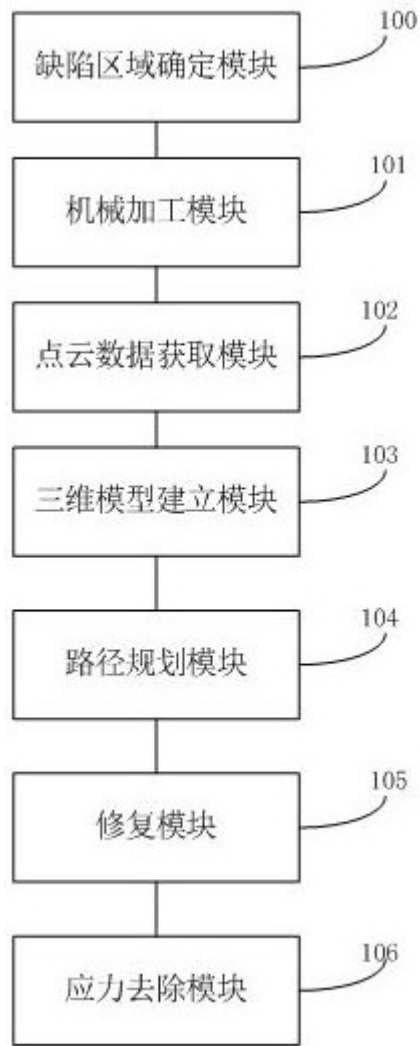 100
缺陷区域确定模块
101
机械加工模块
102
点云数据获取模块
103
三维模型建立模块
104
路径规划模块
105
修复模块
106
应力去除模块